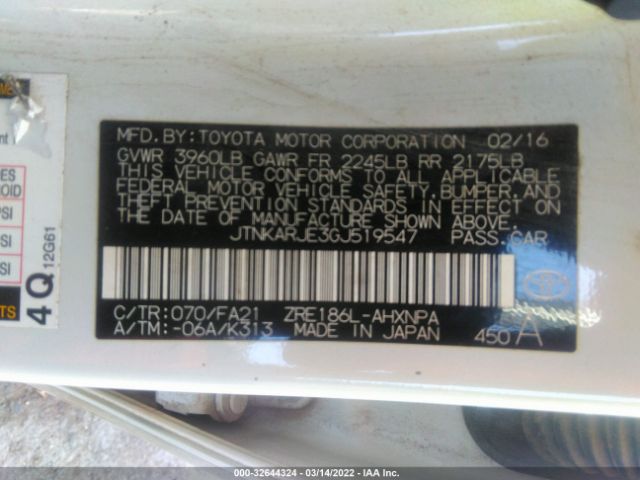 MFD. BY: TOYOTA MOTOR CORPORATION 02/16
GVWR 3960LB GAWR FR 2245LB RR 2175LB
THIS VEHICLE CONFORMS TO ALL APPLICABLE
FEDERAL MOTOR VEHICLE SAFETY, BUMPER, AND
THEFT PREVENTION STANDARDS IN EFFECT ON
THE DATE OF MANUFACTURE SHOWN ABOVE.
JTNKARJE3GJ519547 PASS.CAR
C/TR:070/FA21 ZRE186L-AHXNPA
A/TM:-06A/K313 MADE IN JAPAN 450 A
4Q 12G61
000-32644324 | 03/14/2022 - IAA Inc.